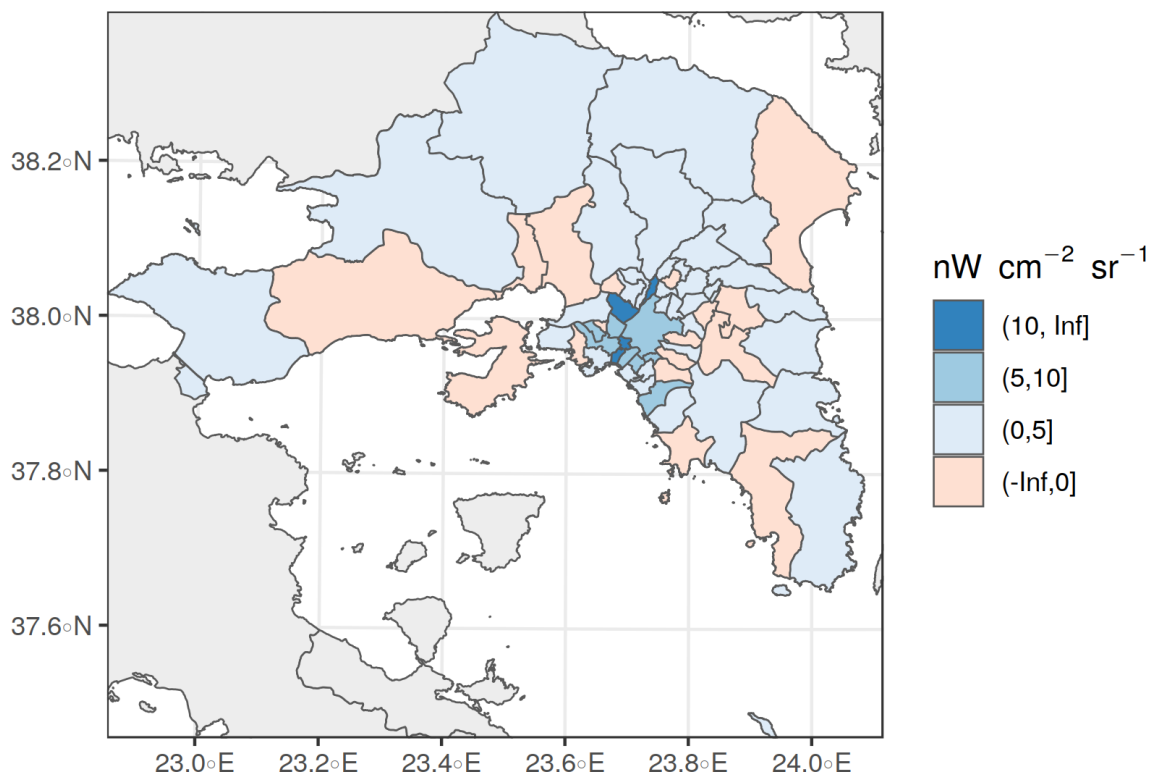 38.2°N
38.0°N
37.8°N
37.6°N
23.0°E 23.2°E 23.4°E 23.6°E 23.8°E 24.0°E
nW cm⁻² sr⁻¹
(10, Inf]
(5,10]
(0,5]
(-Inf,0]